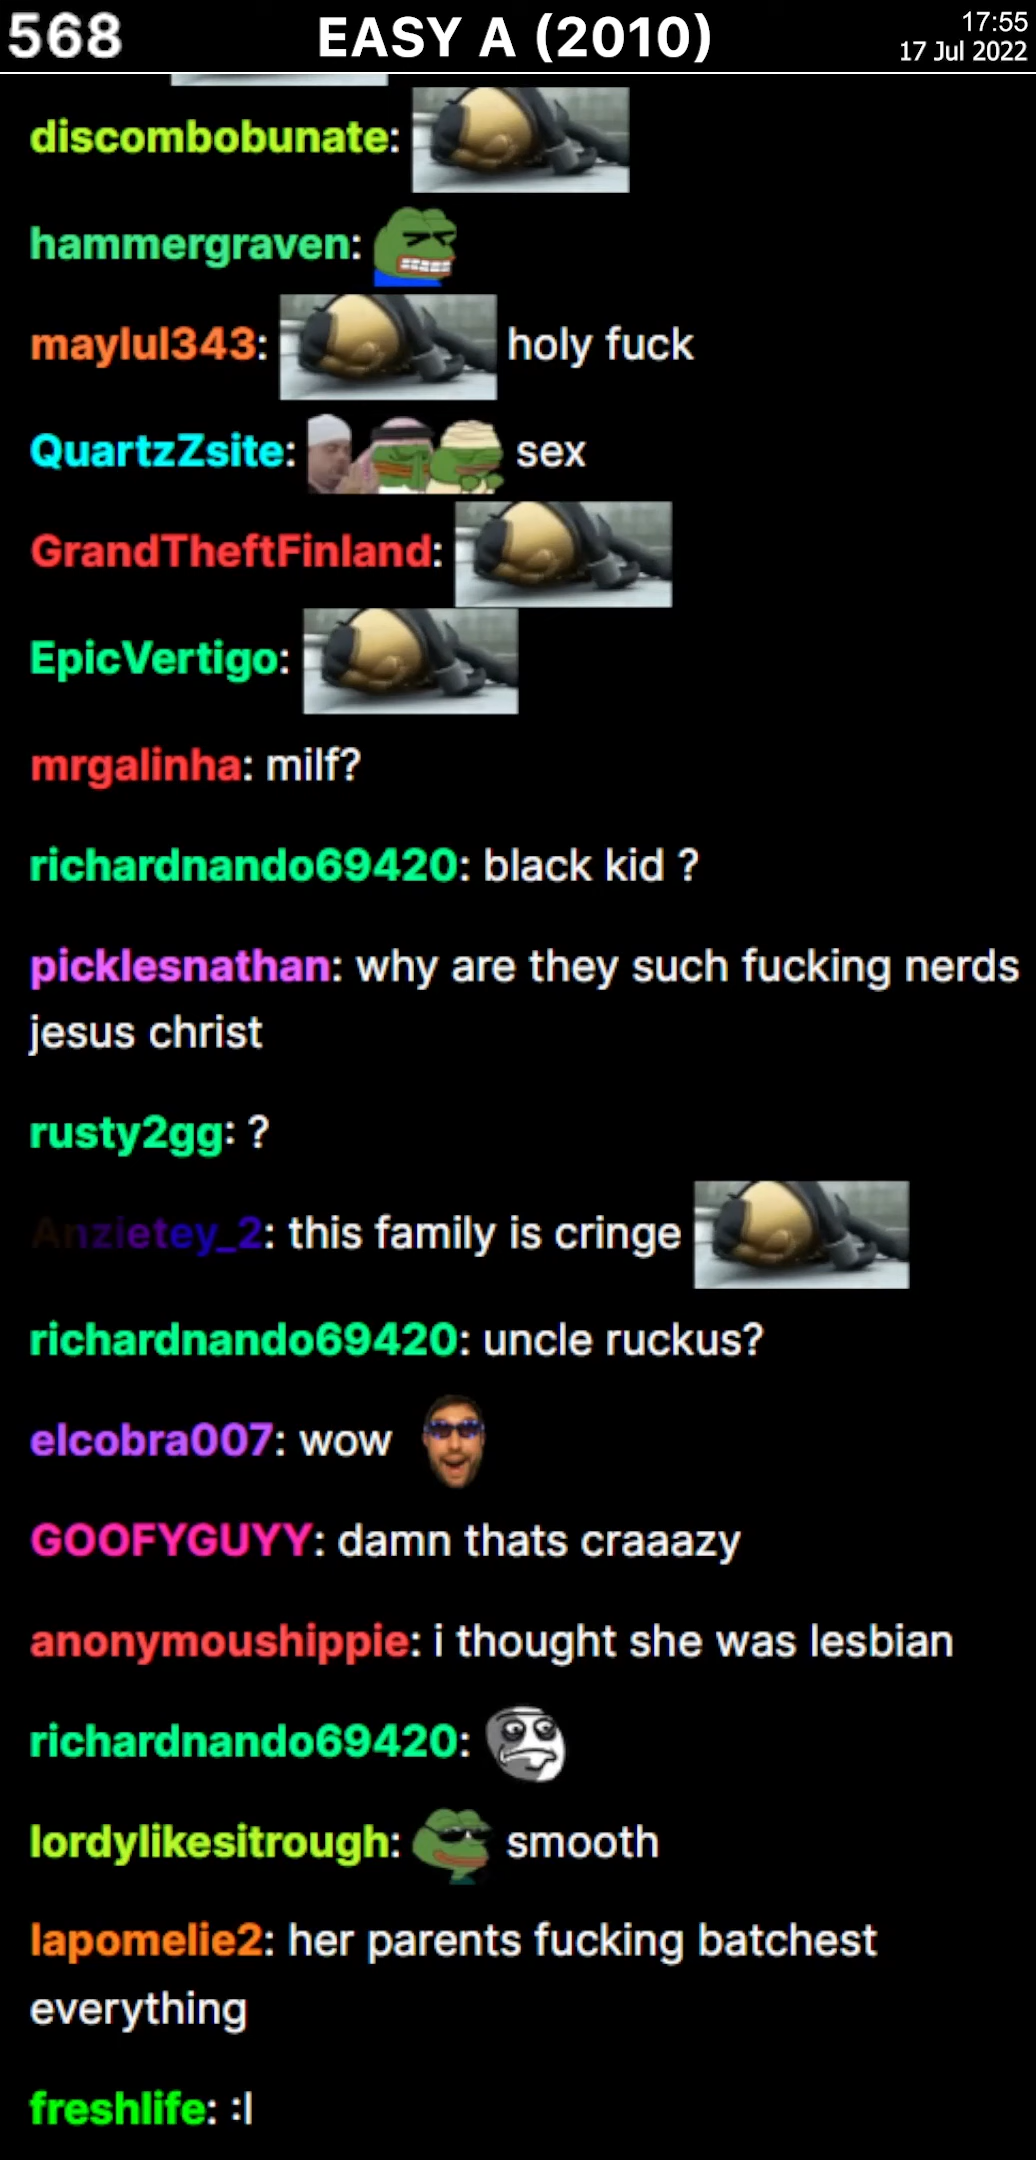 568
EASY A (2010)
17:55
17 Jul 2022
discombobunate:
hammergraven:
maylul343: holy fuck
QuartzZsite: sex
GrandTheftFinland:
EpicVertigo:
mrgalinha: milf?
richardnando69420: black kid ?
picklesnathan: why are they such fucking nerds
jesus christ
rusty2gg: ?
Anzietey_2: this family is cringe
richardnando69420: uncle ruckus?
elcobra007: wow
GOOFYGUYY: damn thats craaazy
anonymoushippie: i thought she was lesbian
richardnando69420:
lordylikesitrough: smooth
lapomelie2: her parents fucking batchest
everything
freshlife: :l